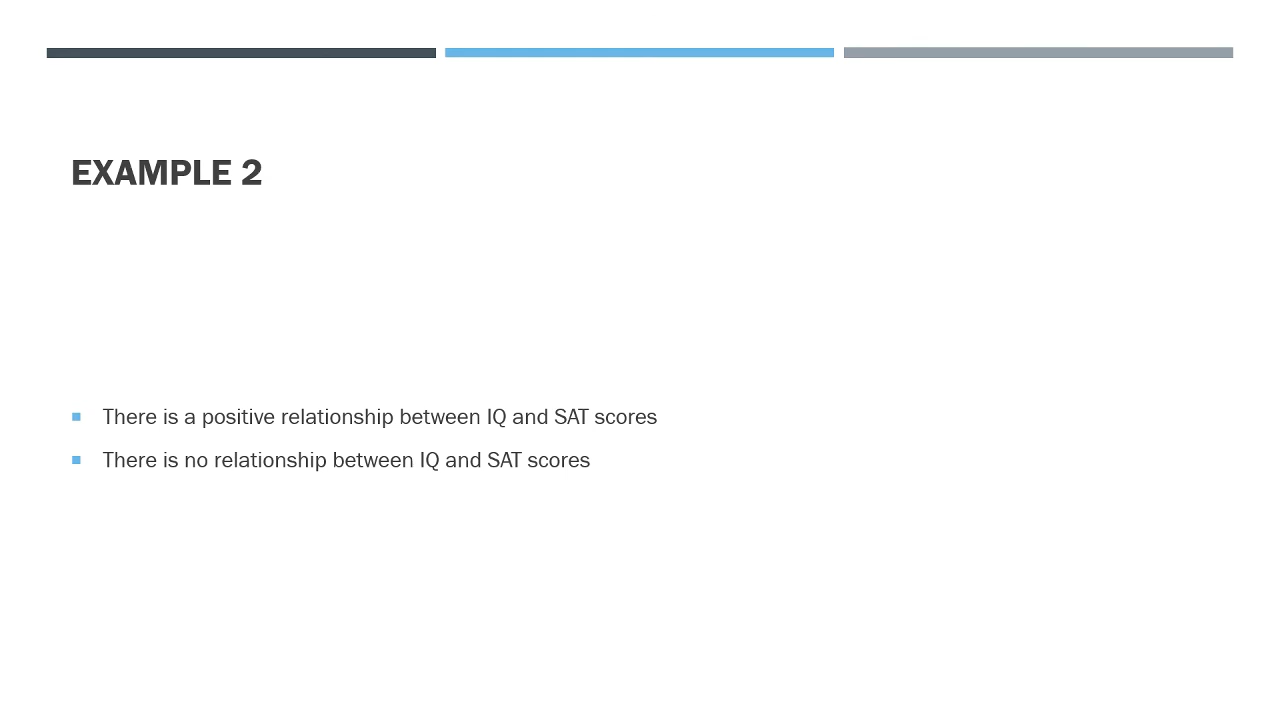 EXAMPLE 2
There is a positive relationship between IQ and SAT scores
There is no relationship between IQ and SAT scores